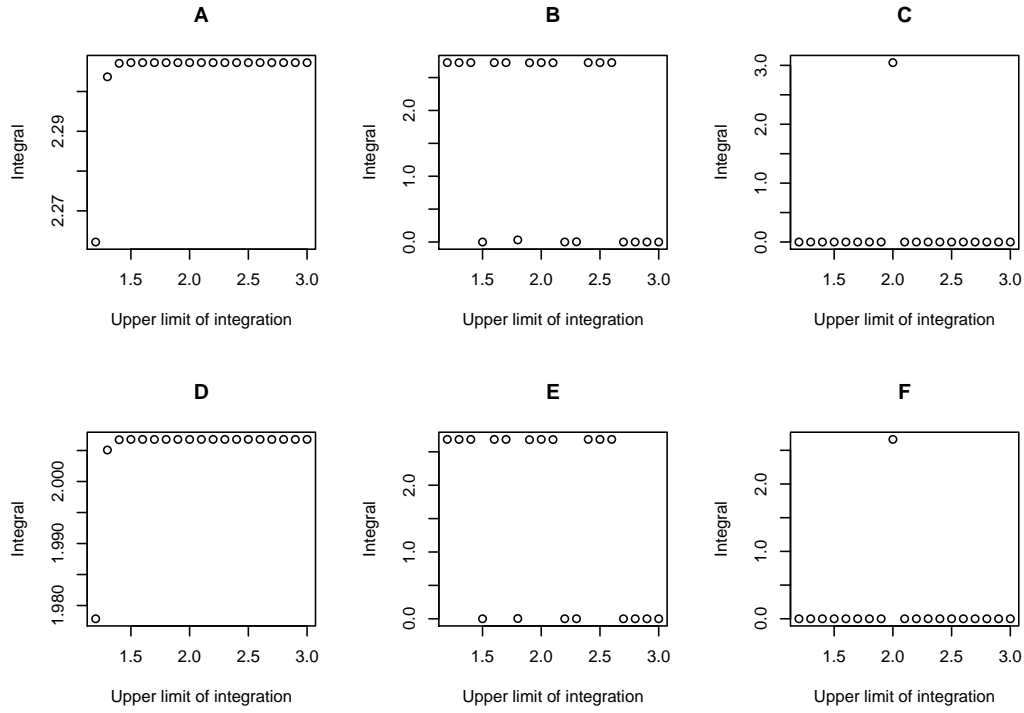 A B C
Integral
2.27 2.29
1.5 2.0 2.5 3.0
Upper limit of integration
Integral
0.0 1.0 2.0
1.5 2.0 2.5 3.0
Upper limit of integration
Integral
0.0 1.0 2.0 3.0
1.5 2.0 2.5 3.0
Upper limit of integration
D E F
Integral
1.980 1.990 2.000
1.5 2.0 2.5 3.0
Upper limit of integration
Integral
0.0 1.0 2.0
1.5 2.0 2.5 3.0
Upper limit of integration
Integral
0.0 1.0 2.0
1.5 2.0 2.5 3.0
Upper limit of integration